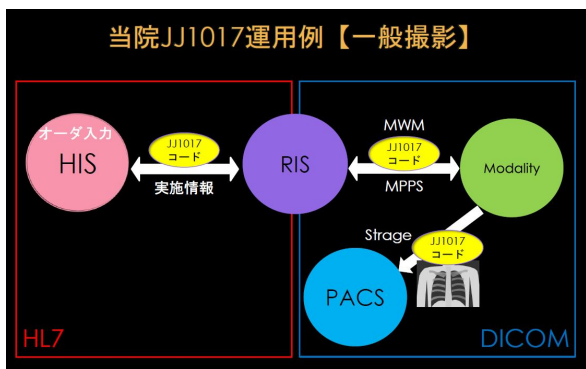 当院JJ1017運用例【一般撮影】
オーダ入力
HIS
JJ1017
コード
実施情報
RIS
MWM
JJ1017
コード
MPPS
Modality
Strage
JJ1017
コード
PACS
HL7
DICOM